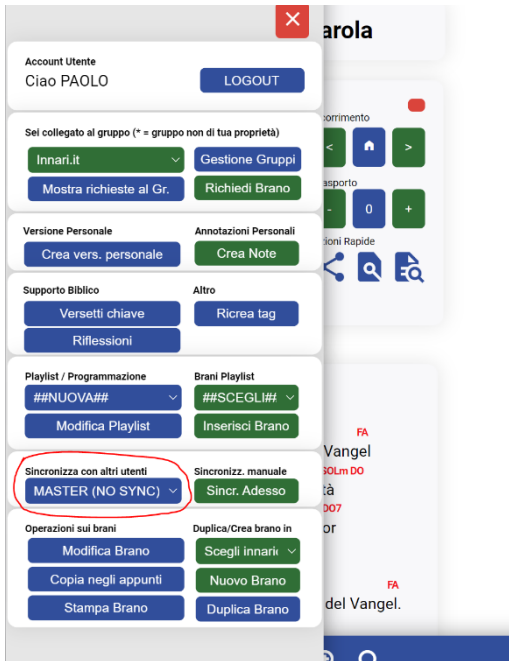 ×
arola
Account Utente
Ciao PAOLO
LOGOUT
Sei collegato al gruppo (* = gruppo non di tua proprietà)
Innari.it
Gestione Gruppi
Mostra richieste al Gr.
Richiedi Brano
Versione Personale
Annotazioni Personali
Crea vers. personale
Crea Note
Supporto Biblico
Altro
Versetti chiave
Ricrea tag
Riflessioni
Playlist / Programmazione
Brani Playlist
##NUOVA##
##SCEGLI##
Modifica Playlist
Inserisci Brano
Sincronizza con altri utenti
Sincronizz. manuale
MASTER (NO SYNC)
Sincr. Adesso
Operazioni sui brani
Duplica/Crea brano in
Modifica Brano
Scegli innari
Copia negli appunti
Nuovo Brano
Stampa Brano
Duplica Brano
corrimento
< >
asporto
- 0 +
zioni Rapide
FA
Vangel
SOLm DO
tà
DO7
or
FA
del Vangel.